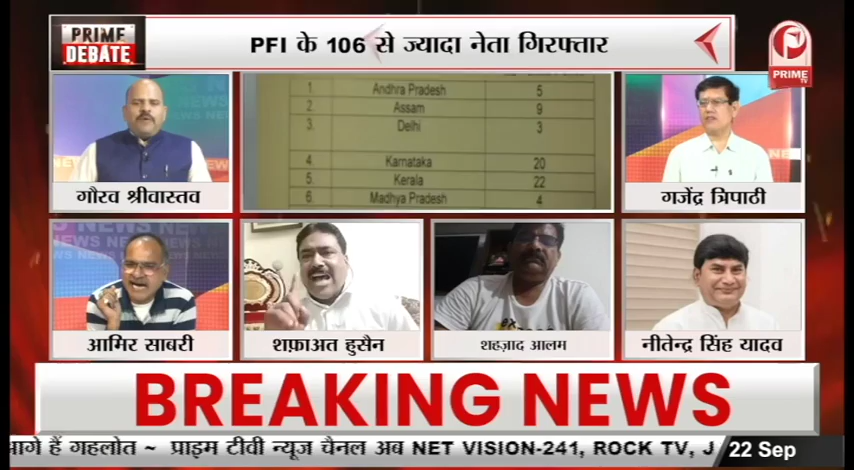 PRIME
DEBATE
PFI के 106 से ज्यादा नेता गिरफ्तार
PRIME
TV
गौरव श्रीवास्तव
1. Andhra Pradesh 5
2. Assam 9
3. Delhi 3
4. Karnataka 20
5. Kerala 22
6. Madhya Pradesh 4
गजेंद्र त्रिपाठी
आमिर साबरी
शफ़ाअत हुसैन
शहज़ाद आलम
नीतेन्द्र सिंह यादव
BREAKING NEWS
आगे हैं गहलोत ~ प्राइम टीवी न्यूज चैनल अब NET VISION-241, ROCK TV, J
22 Sep